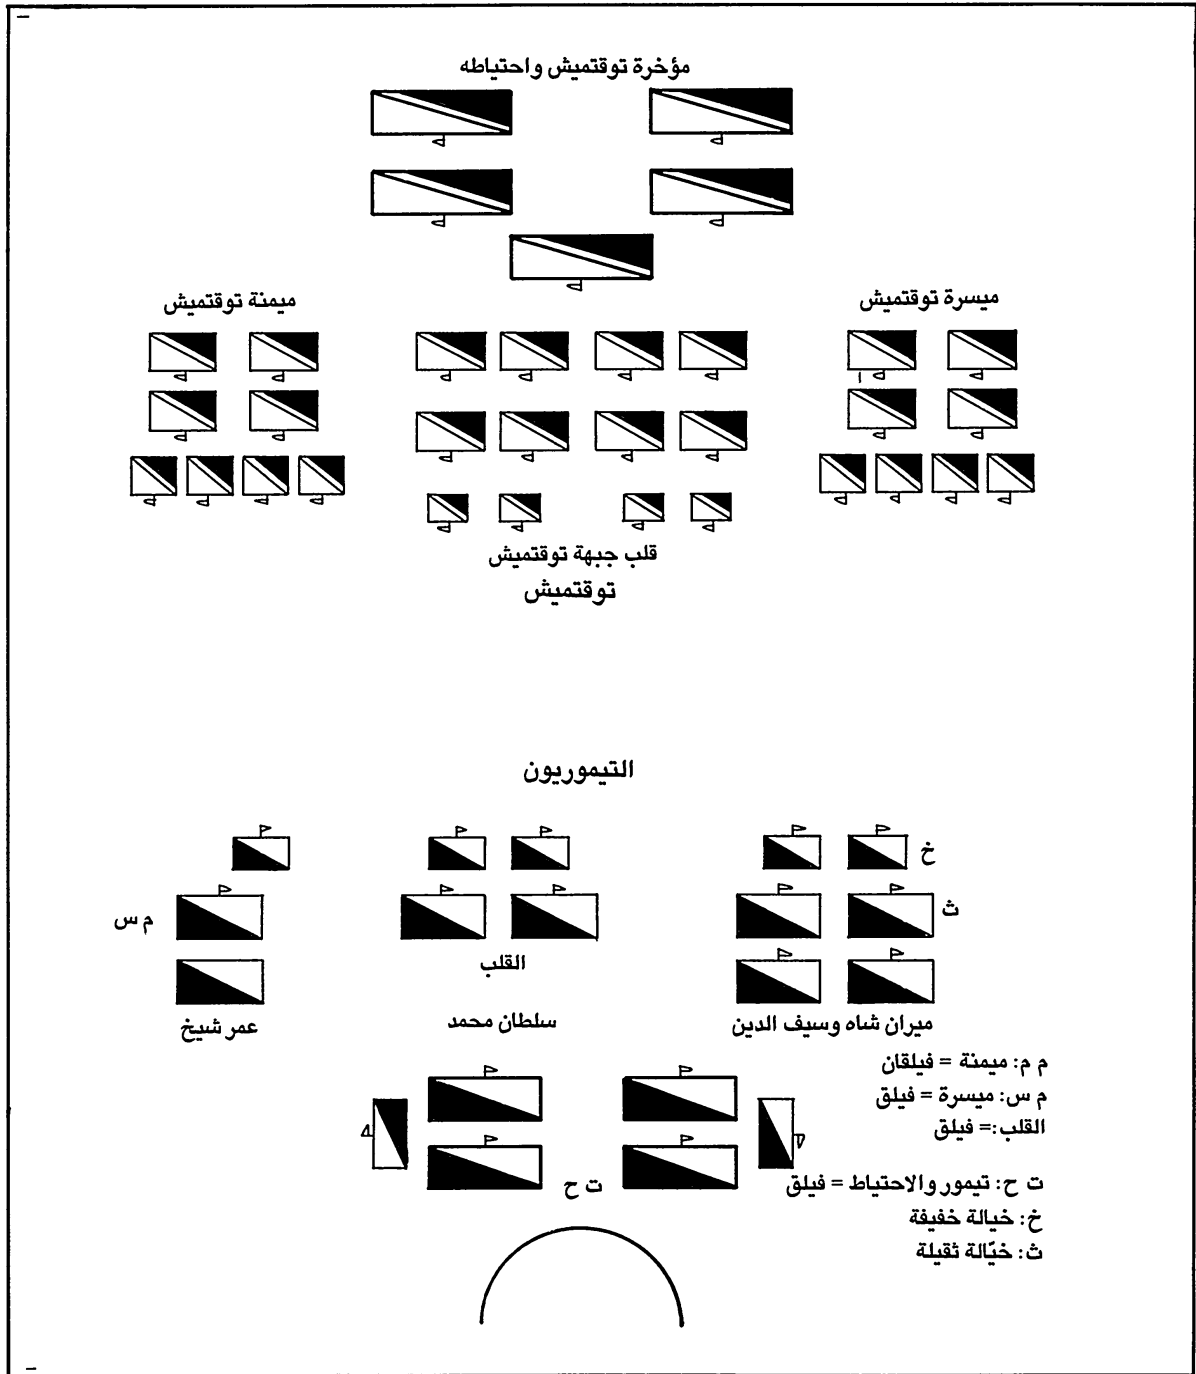 مؤخرة توقتميش واحتياطه
ميسرة توقتميش
ميمنة توقتميش
قلب جبهة توقتميش
توقتميش
التيموريون
خ
ث
م س
القلب
ميران شاه وسيف الدين
سلطان محمد
عمر شيخ
م م: ميمنة = فيلقان
م س: ميسرة = فيلق
القلب:= فيلق
ت ح
ت ح: تيمور والاحتياط = فيلق
خ: خيالة خفيفة
ث: خيّالة ثقيلة